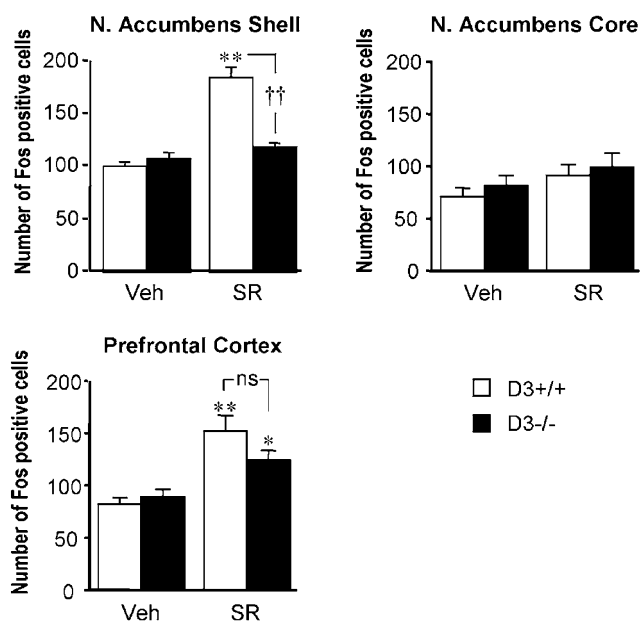 N. Accumbens Shell
Number of Fos positive cells
200
150
100
50
0
**
††
Veh SR
N. Accumbens Core
Number of Fos positive cells
200
150
100
50
0
Veh SR
Prefrontal Cortex
Number of Fos positive cells
200
150
100
50
0
ns
**
*
Veh SR
D3+/+
D3-/-